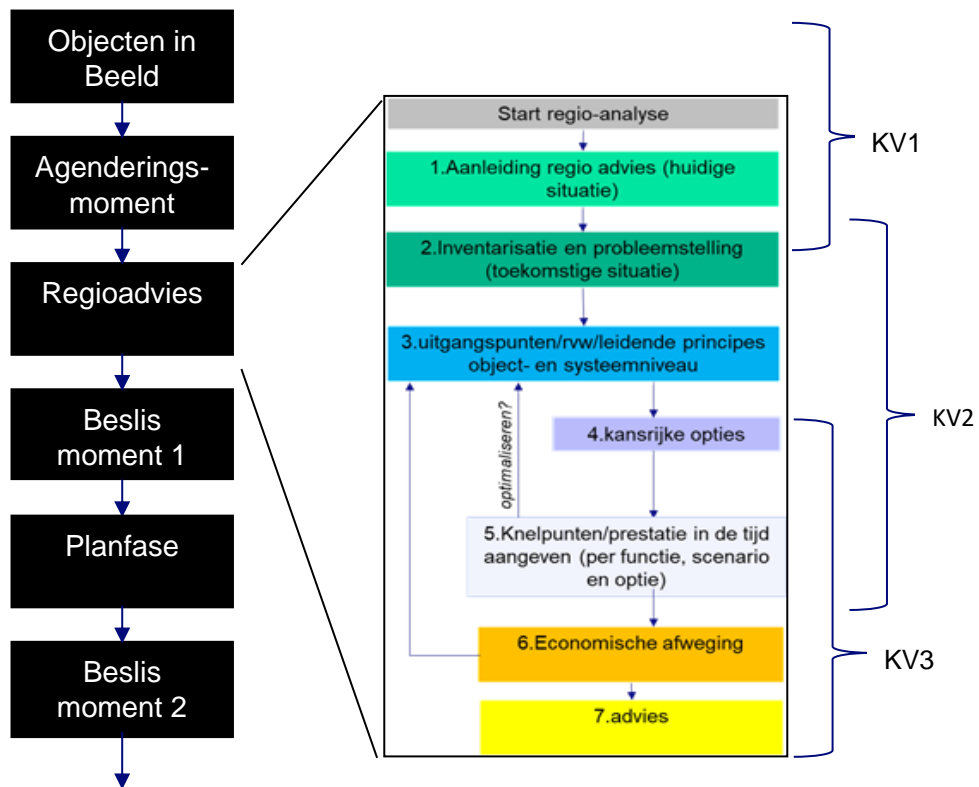 Objecten in
Beeld
Agenderings-
moment
Regioadvies
Beslis
moment 1
Planfase
Beslis
moment 2
Start regio-analyse
1.Aanleiding regio advies (huidige
situatie)
2.Inventarisatie en probleemstelling
(toekomstige situatie)
3.uitgangspunten/rvw/leidende principes
object- en systeemniveau
optimaliseren?
4.kansrijke opties
5.Knelpunten/prestatie in de tijd
aangeven (per functie, scenario
en optie)
6.Economische afweging
7.advies
KV1
KV2
KV3